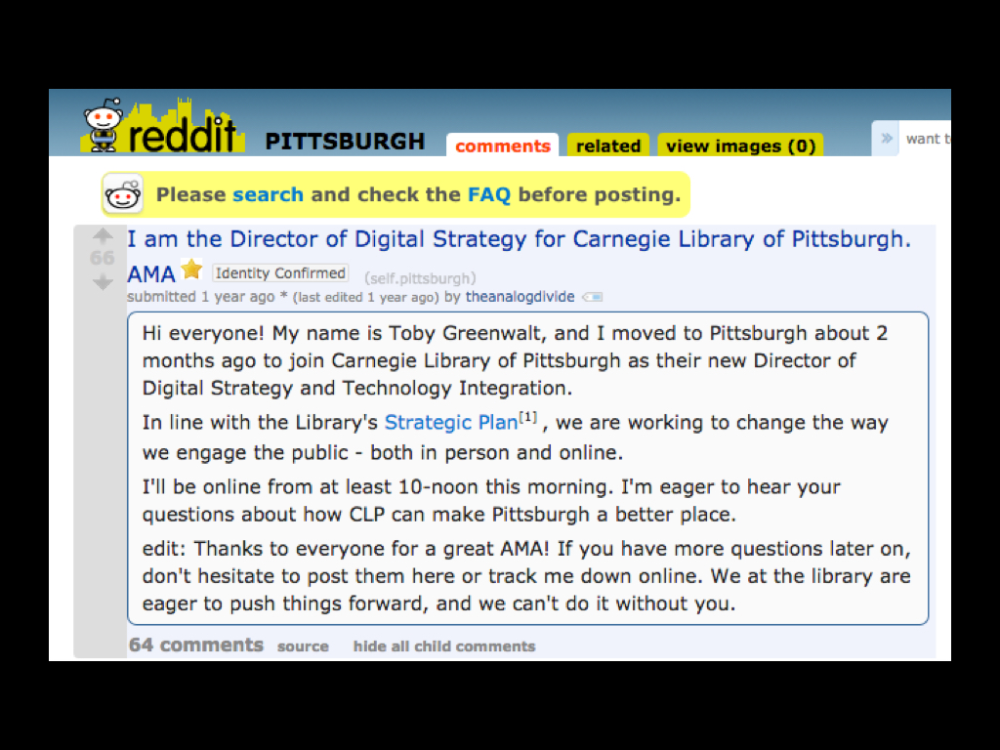 reddit PITTSBURGH comments related view images (0) » want t
Please search and check the FAQ before posting.
I am the Director of Digital Strategy for Carnegie Library of Pittsburgh.
66
AMA Identity Confirmed (self.pittsburgh)
submitted 1 year ago * (last edited 1 year ago) by theanalogdivide
Hi everyone! My name is Toby Greenwalt, and I moved to Pittsburgh about 2
months ago to join Carnegie Library of Pittsburgh as their new Director of
Digital Strategy and Technology Integration.
In line with the Library's Strategic Plan[1] , we are working to change the way
we engage the public - both in person and online.
I'll be online from at least 10-noon this morning. I'm eager to hear your
questions about how CLP can make Pittsburgh a better place.
edit: Thanks to everyone for a great AMA! If you have more questions later on,
don't hesitate to post them here or track me down online. We at the library are
eager to push things forward, and we can't do it without you.
64 comments source hide all child comments